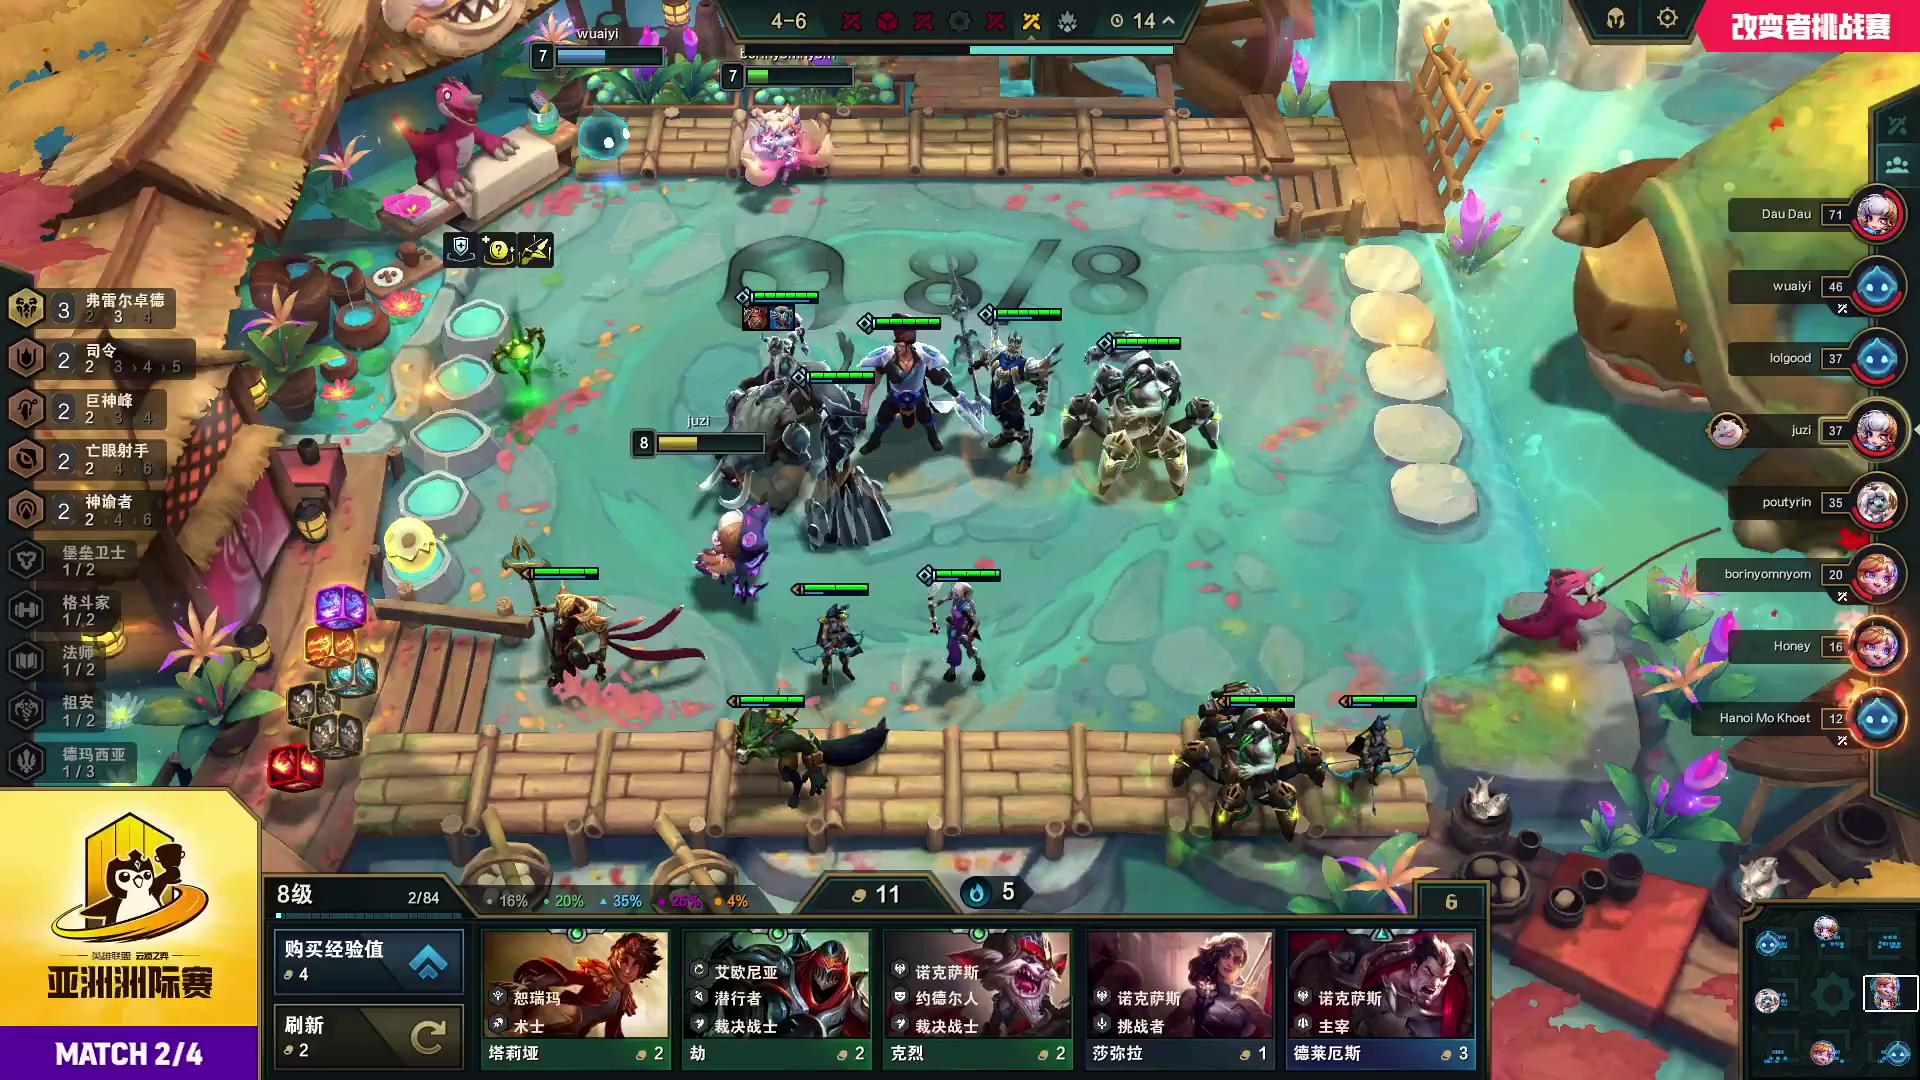 4-6
14
改变者挑战赛
wuaiyi
7
7
8/8
juzi
8
3 弗雷尔卓德
2 3 4
2 司令
2 3 4 5
2 巨神峰
2 3 4
2 亡眼射手
2 4 6
2 神谕者
2 4 6
堡垒卫士
1 / 2
格斗家
1 / 2
法师
1 / 2
祖安
1 / 2
德玛西亚
1 / 3
Dau Dau 71
wuaiyi 46
lolgood 37
juzi 37
poutyrin 35
borinyomnyom 20
Honey 16
Hanoi Mo Khoet 12
亚洲洲际赛
MATCH 2/4
8级 2/84
16% 20% 35% 25% 4%
11
5
6
购买经验值
4
刷新
2
恕瑞玛
术士
塔莉垭 2
艾欧尼亚
潜行者
裁决战士
劫 2
诺克萨斯
约德尔人
裁决战士
克烈 2
诺克萨斯
挑战者
莎弥拉 1
诺克萨斯
主宰
德莱厄斯 3